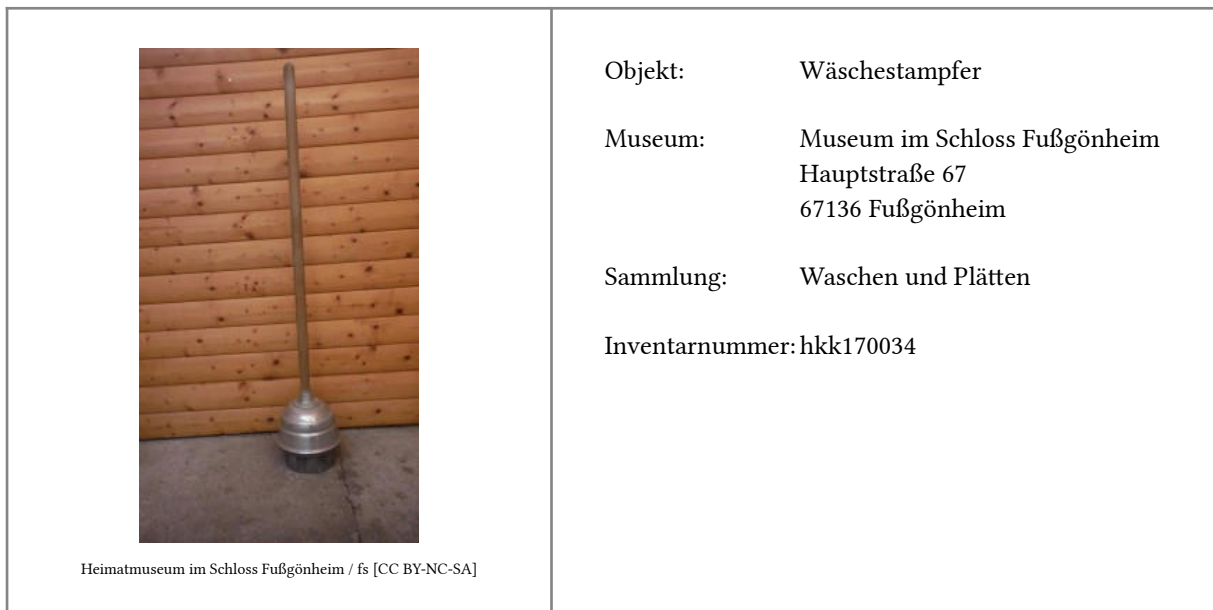 Heimatmuseum im Schloss Fußgönheim / fs [CC BY-NC-SA]
Objekt: Wäschestampfer
Museum: Museum im Schloss Fußgönheim
Hauptstraße 67
67136 Fußgönheim
Sammlung: Waschen und Plätten
Inventarnummer: hkk170034